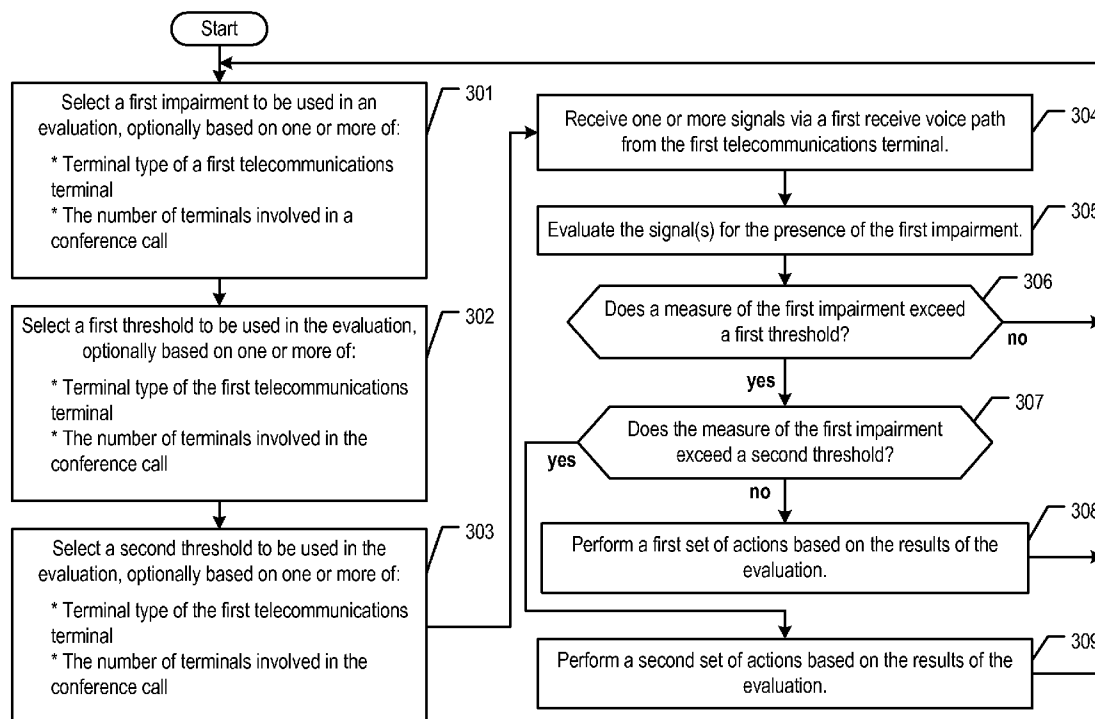 Start
Select a first impairment to be used in an
evaluation, optionally based on one or more of:
* Terminal type of a first telecommunications
terminal
* The number of terminals involved in a
conference call
301
Select a first threshold to be used in the evaluation,
optionally based on one or more of:
* Terminal type of the first telecommunications
terminal
* The number of terminals involved in the
conference call
302
Select a second threshold to be used in the
evaluation, optionally based on one or more of:
* Terminal type of the first telecommunications
terminal
* The number of terminals involved in the
conference call
303
Receive one or more signals via a first receive voice path
from the first telecommunications terminal.
304
Evaluate the signal(s) for the presence of the first impairment.
305
Does a measure of the first impairment exceed
a first threshold?
306
no
yes
Does the measure of the first impairment
exceed a second threshold?
307
yes
no
Perform a first set of actions based on the results of the
evaluation.
308
Perform a second set of actions based on the results of the
evaluation.
309